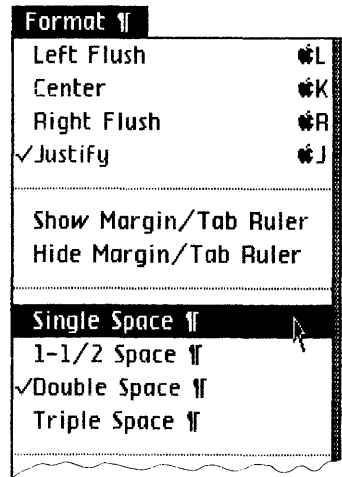 Format ¶
Left Flush L
Center K
Right Flush R
✓Justify J
Show Margin/Tab Ruler
Hide Margin/Tab Ruler
Single Space ¶
1-1/2 Space ¶
✓Double Space ¶
Triple Space ¶